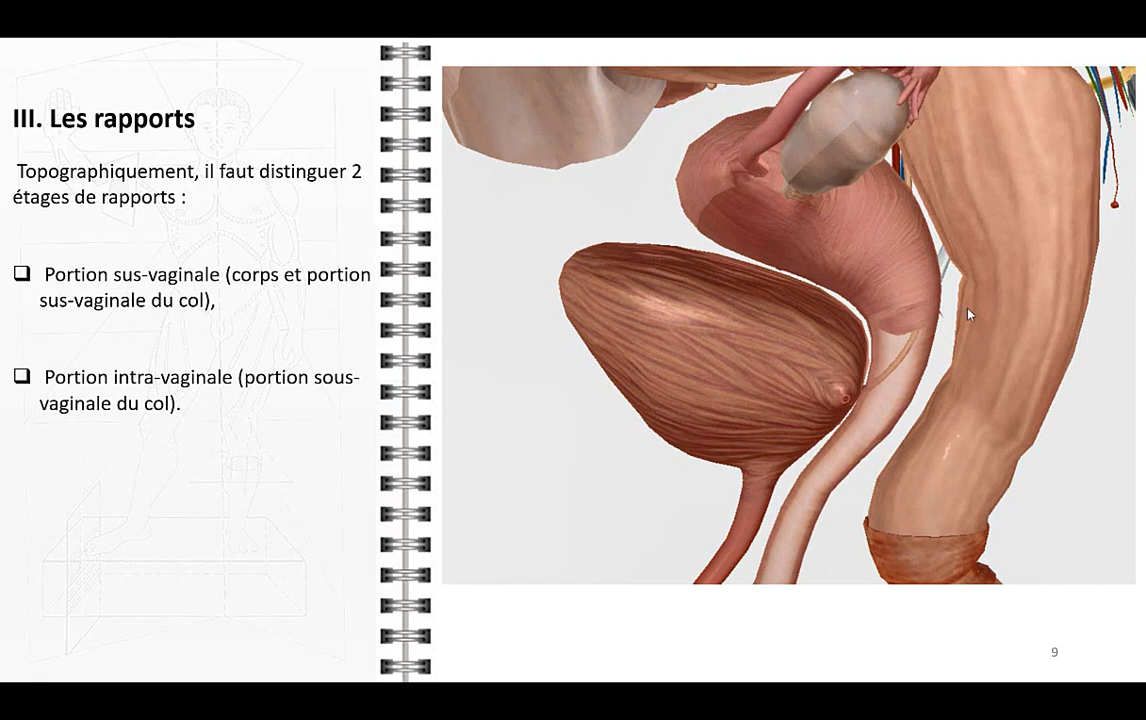 III. Les rapports
Topographiquement, il faut distinguer 2
étages de rapports :
Portion sus-vaginale (corps et portion
sus-vaginale du col),
Portion intra-vaginale (portion sous-
vaginale du col).
9